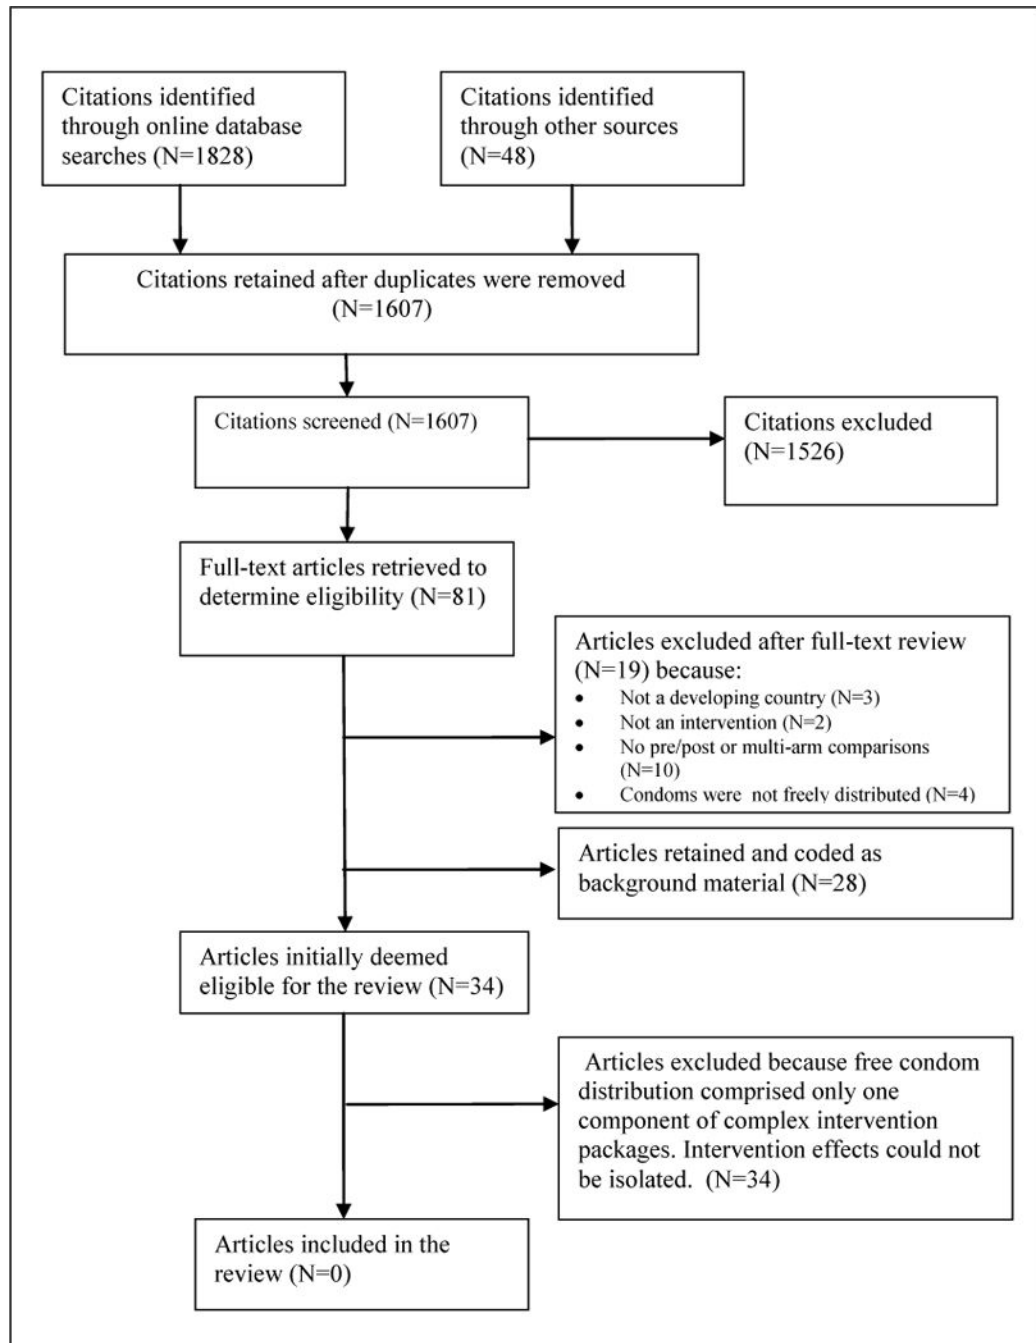 Citations identified
through online database
searches (N=1828)
Citations identified
through other sources
(N=48)
Citations retained after duplicates were removed
(N=1607)
Citations screened (N=1607)
Citations excluded
(N=1526)
Full-text articles retrieved to
determine eligibility (N=81)
Articles excluded after full-text review
(N=19) because:
• Not a developing country (N=3)
• Not an intervention (N=2)
• No pre/post or multi-arm comparisons
(N=10)
• Condoms were not freely distributed (N=4)
Articles retained and coded as
background material (N=28)
Articles initially deemed
eligible for the review (N=34)
Articles excluded because free condom
distribution comprised only one
component of complex intervention
packages. Intervention effects could not
be isolated. (N=34)
Articles included in the
review (N=0)